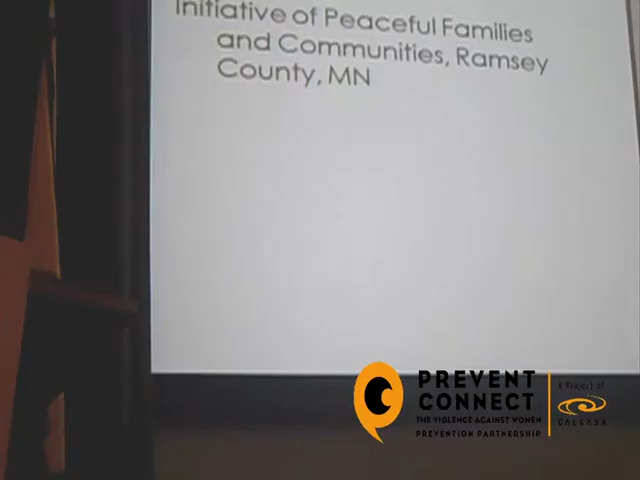 Initiative of Peaceful Families
and Communities, Ramsey
County, MN
PREVENT
CONNECT
THE VIOLENCE AGAINST WOMEN
PREVENTION PARTNERSHIP
A Project of
CALCASA